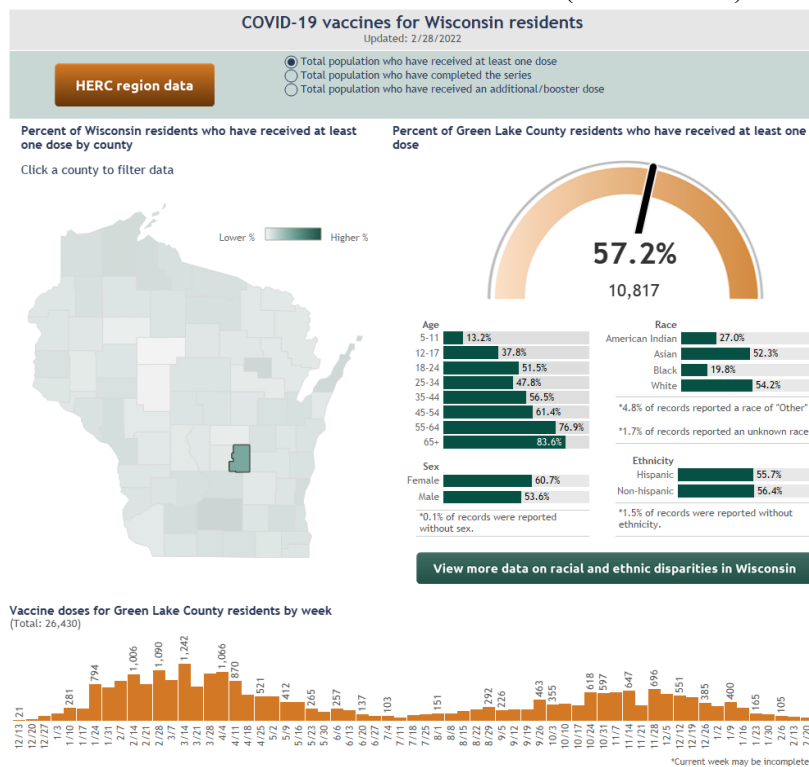 COVID-19 vaccines for Wisconsin residents
Updated: 2/28/2022
HERC region data
Total population who have received at least one dose
Total population who have completed the series
Total population who have received an additional/booster dose
Percent of Wisconsin residents who have received at least
one dose by county
Click a county to filter data
Lower %
Higher %
Percent of Green Lake County residents who have received at least one
dose
57.2%
10,817
Age
5-11 13.2%
12-17 37.8%
18-24 51.5%
25-34 47.8%
35-44 56.5%
45-54 61.4%
55-64 76.9%
65+ 83.6%
Sex
Female 60.7%
Male 53.6%
*0.1% of records were reported
without sex.
Race
American Indian 27.0%
Asian 52.3%
Black 19.8%
White 54.2%
*4.8% of records reported a race of "Other"
*1.7% of records reported an unknown race
Ethnicity
Hispanic 55.7%
Non-hispanic 56.4%
*1.5% of records were reported without
ethnicity.
View more data on racial and ethnic disparities in Wisconsin
Vaccine doses for Green Lake County residents by week
(Total: 26,430)
21 281 794 1,006 1,090 1,242 1,066 870 521 412 265 257 137 103 151 292 226 463 355 618 597 647 696 551 385 400 165 105
12/13 12/20 12/27 1/3 1/10 1/17 1/24 1/31 2/7 2/14 2/21 2/28 3/7 3/14 3/21 3/28 4/4 4/11 4/18 4/25 5/2 5/9 5/16 5/23 5/30 6/6 6/13 6/20 6/27 7/4 7/11 7/18 7/25 8/1 8/8 8/15 8/22 8/29 9/5 9/12 9/19 9/26 10/3 10/10 10/17 10/24 10/31 11/7 11/14 11/21 11/28 12/5 12/12 12/19 12/26 1/2 1/9 1/16 1/23 1/30 2/6 2/13 2/20
*Current week may be incomplete